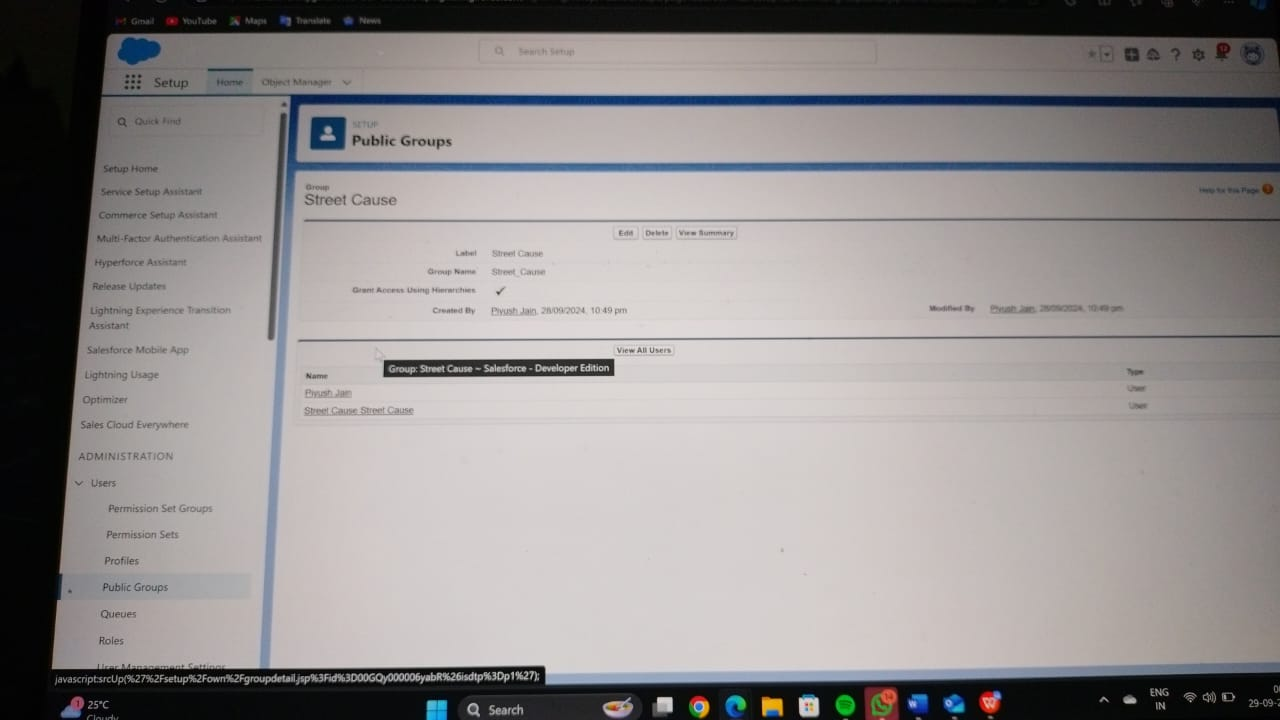 Gmail YouTube Maps Translate News
Search Setup
12
Setup Home Object Manager
Quick Find
SETUP
Public Groups
Setup Home
Service Setup Assistant
Commerce Setup Assistant
Multi-Factor Authentication Assistant
Hyperforce Assistant
Release Updates
Lightning Experience Transition
Assistant
Salesforce Mobile App
Lightning Usage
Optimizer
Sales Cloud Everywhere
ADMINISTRATION
Users
Permission Set Groups
Permission Sets
Profiles
Public Groups
Queues
Roles
User Management Settings
Group
Street Cause
Help for this Page
Edit Delete View Summary
Label Street Cause
Group Name Street_Cause
Grant Access Using Hierarchies ✓
Created By Piyush Jain, 28/09/2024, 10:49 pm Modified By Piyush Jain, 28/09/2024, 10:49 pm
View All Users
Group: Street Cause ~ Salesforce - Developer Edition
Name Type
Piyush Jain User
Street Cause Street Cause User
javascript:srcUp(%27%2Fsetup%2Fown%2Fgroupdetail.jsp%3Fid%3D00GQy000006yabR%26isdtp%3Dp1%27);
1 25°C
Cloudy
Search
14
ENG
IN
29-09-